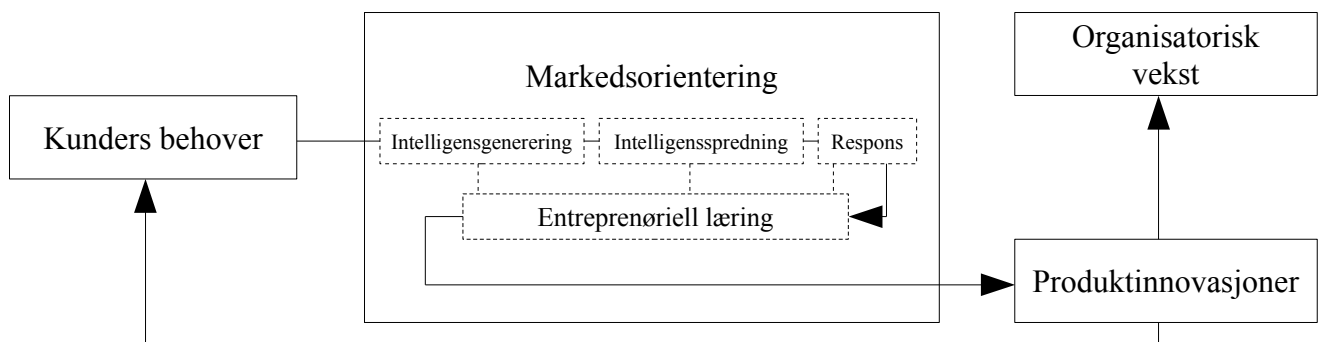 Kunders behover
Markedsorientering
Intelligensgenerering
Intelligensspredning
Respons
Entreprenøriell læring
Organisatorisk
vekst
Produktinnovasjoner